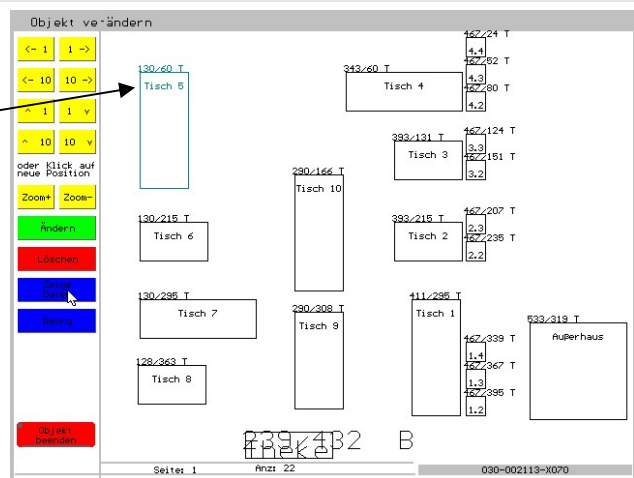 Objekt verändern
<- 1
1 ->
<- 10
10 ->
^ 1
1 v
^ 10
10 v
oder Klick auf
neue Position
Zoom+
Zoom-
Ändern
Löschen
Zeige
Reorg
Objekt
beenden
130/60 T
Tisch 5
343/60 T
Tisch 4
467/24 T
4.4
467/52 T
4.3
467/80 T
4.2
393/131 T
Tisch 3
467/124 T
3.3
467/151 T
3.2
290/166 T
Tisch 10
130/215 T
Tisch 6
393/215 T
Tisch 2
467/207 T
2.3
467/235 T
2.2
130/295 T
Tisch 7
290/308 T
Tisch 9
411/295 T
Tisch 1
533/319 T
Außerhaus
467/339 T
1.4
467/367 T
1.3
467/395 T
1.2
128/363 T
Tisch 8
239/432 B
Theke
Seite: 1
Anz: 22
030-002113-X070